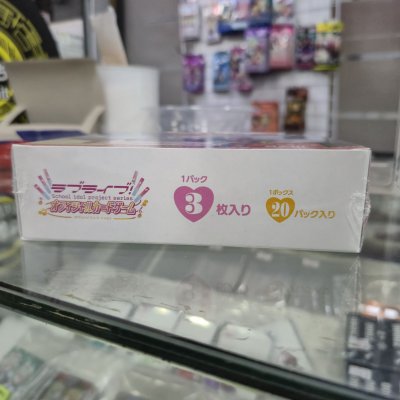 ラブライブ!
School idol project series
オフィシャルカードゲーム
1パック
3枚入り
1ボックス
20パック入り